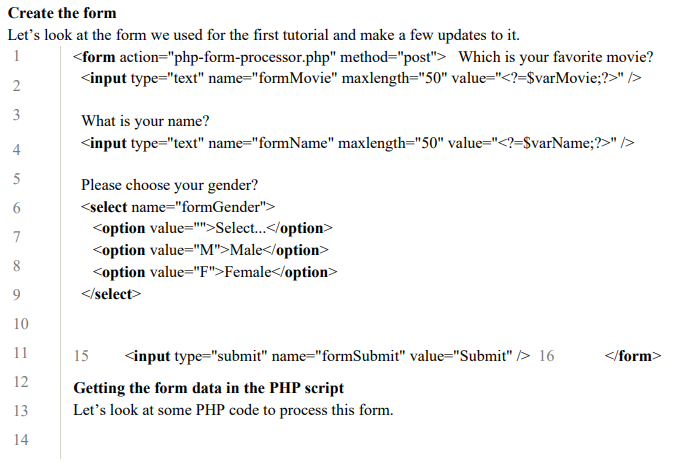 Create the form
Let’s look at the form we used for the first tutorial and make a few updates to it.
1 <form action="php-form-processor.php" method="post"> Which is your favorite movie?
2 <input type="text" name="formMovie" maxlength="50" value="<?=$varMovie;?>" />
3 What is your name?
4 <input type="text" name="formName" maxlength="50" value="<?=$varName;?>" />
5 Please choose your gender?
6 <select name="formGender">
7 <option value="">Select...</option>
<option value="M">Male</option>
8 <option value="F">Female</option>
9 </select>
10
11 15 <input type="submit" name="formSubmit" value="Submit" /> 16 </form>
12 Getting the form data in the PHP script
13 Let’s look at some PHP code to process this form.
14